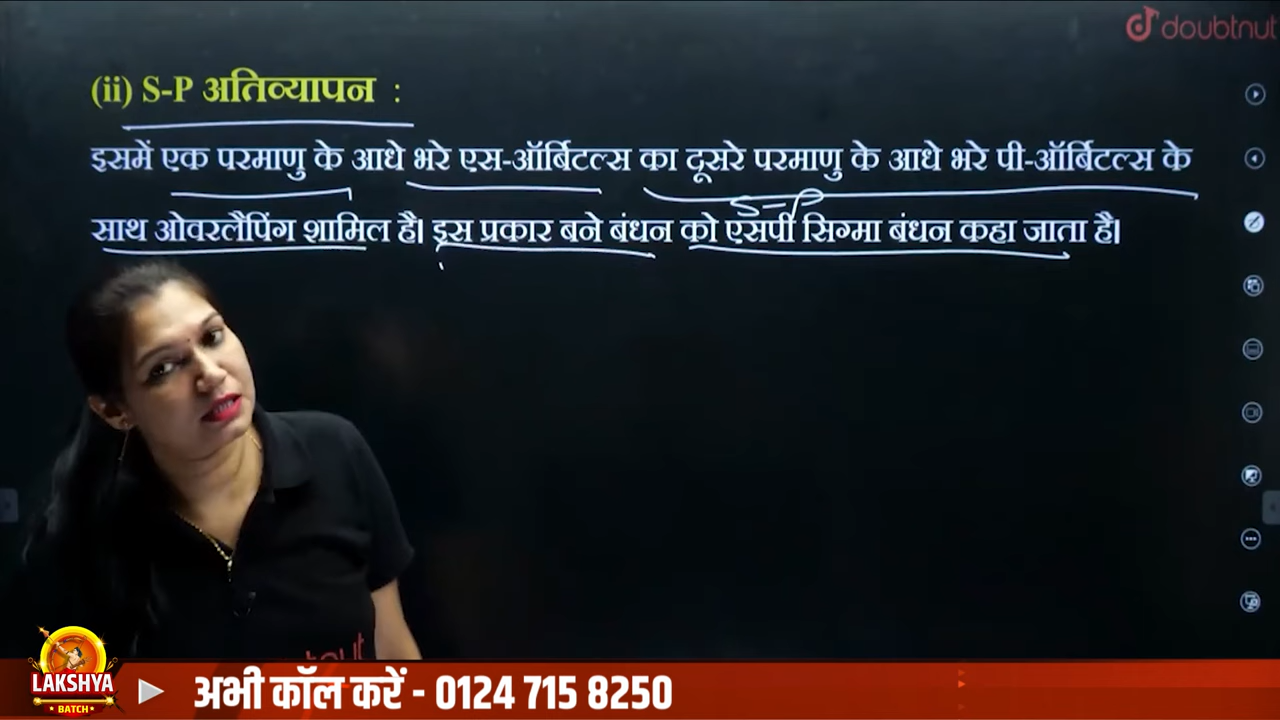 doubtnut
(ii) S-P अतिव्यापन :
इसमें एक परमाणु के आधे भरे एस-ऑर्बिटल्स का दूसरे परमाणु के आधे भरे पी-ऑर्बिटल्स के
S-P
साथ ओवरलैपिंग शामिल है। इस प्रकार बने बंधन को एसपी सिग्मा बंधन कहा जाता है।
LAKSHYA
BATCH
अभी कॉल करें - 0124 715 8250